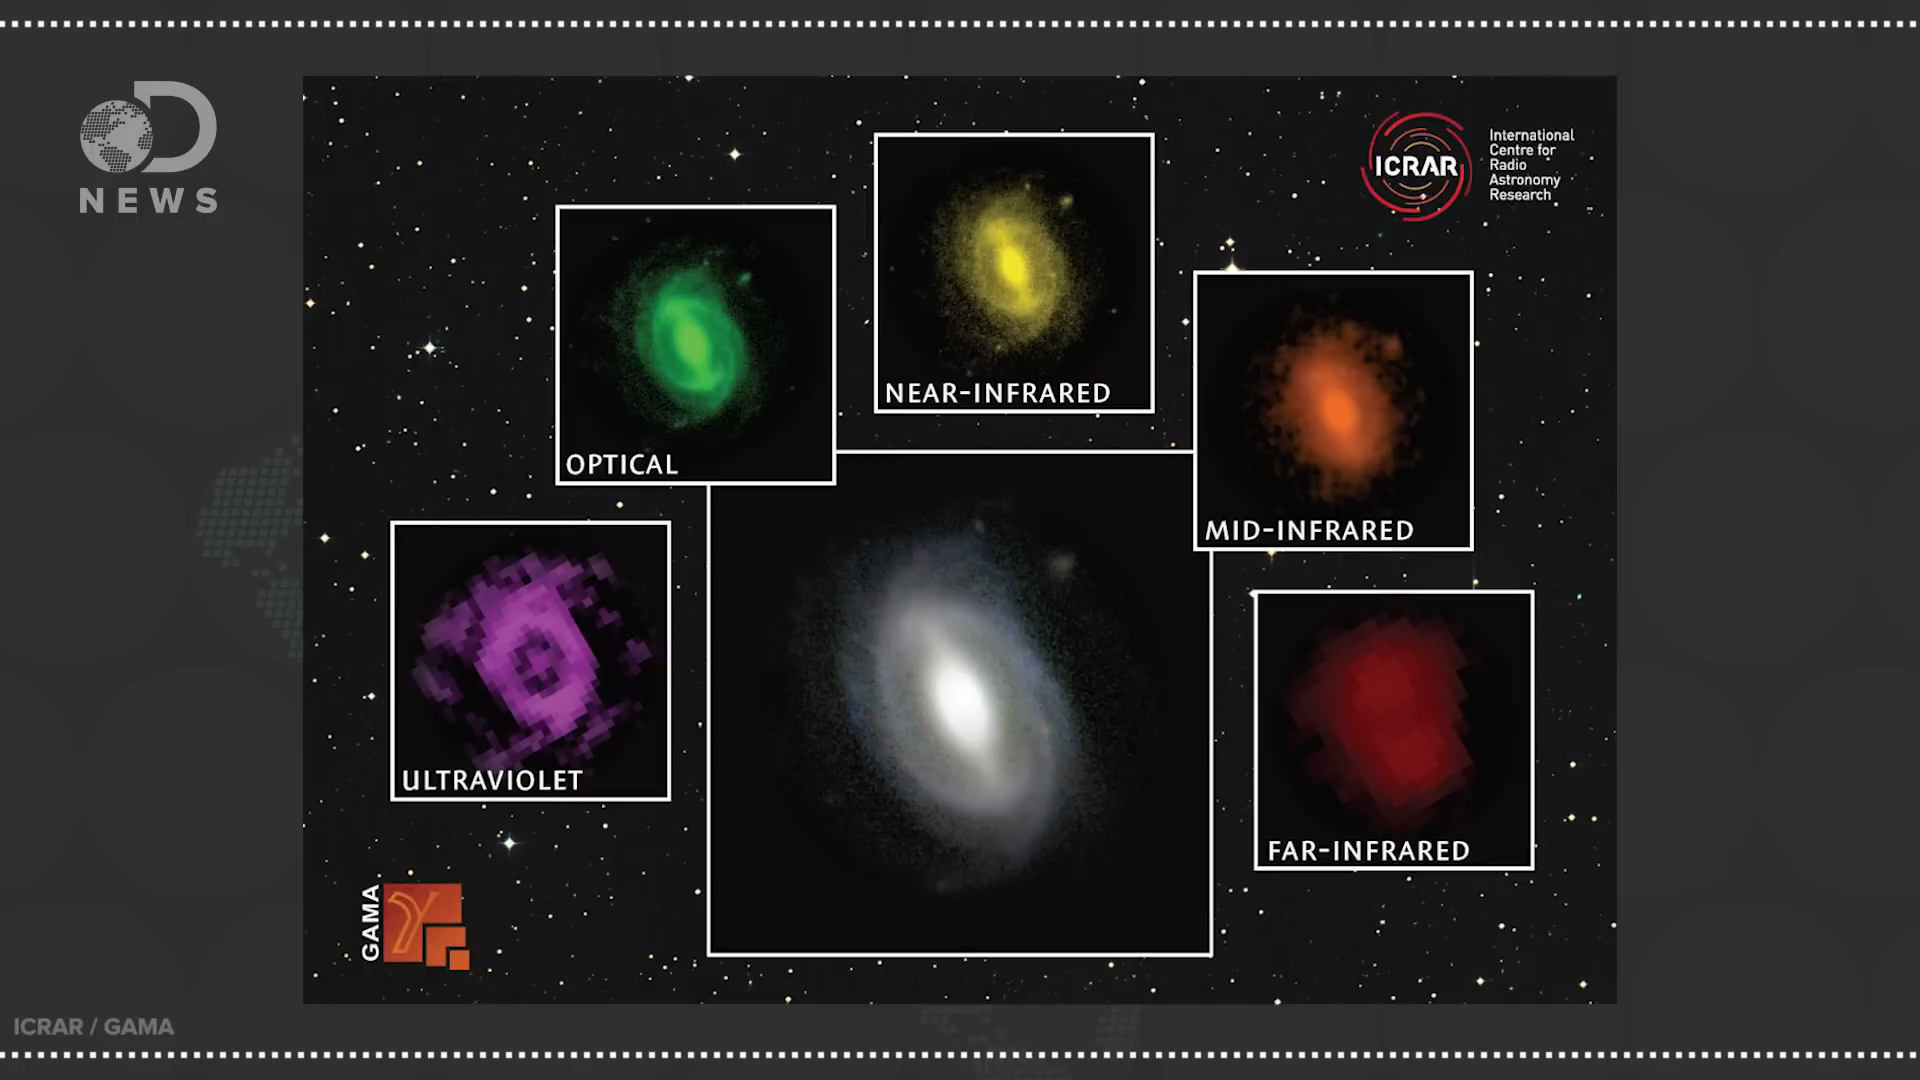 D
NEWS
ICRAR
International
Centre for
Radio
Astronomy
Research
NEAR-INFRARED
OPTICAL
MID-INFRARED
ULTRAVIOLET
FAR-INFRARED
GAMA
γ
ICRAR / GAMA